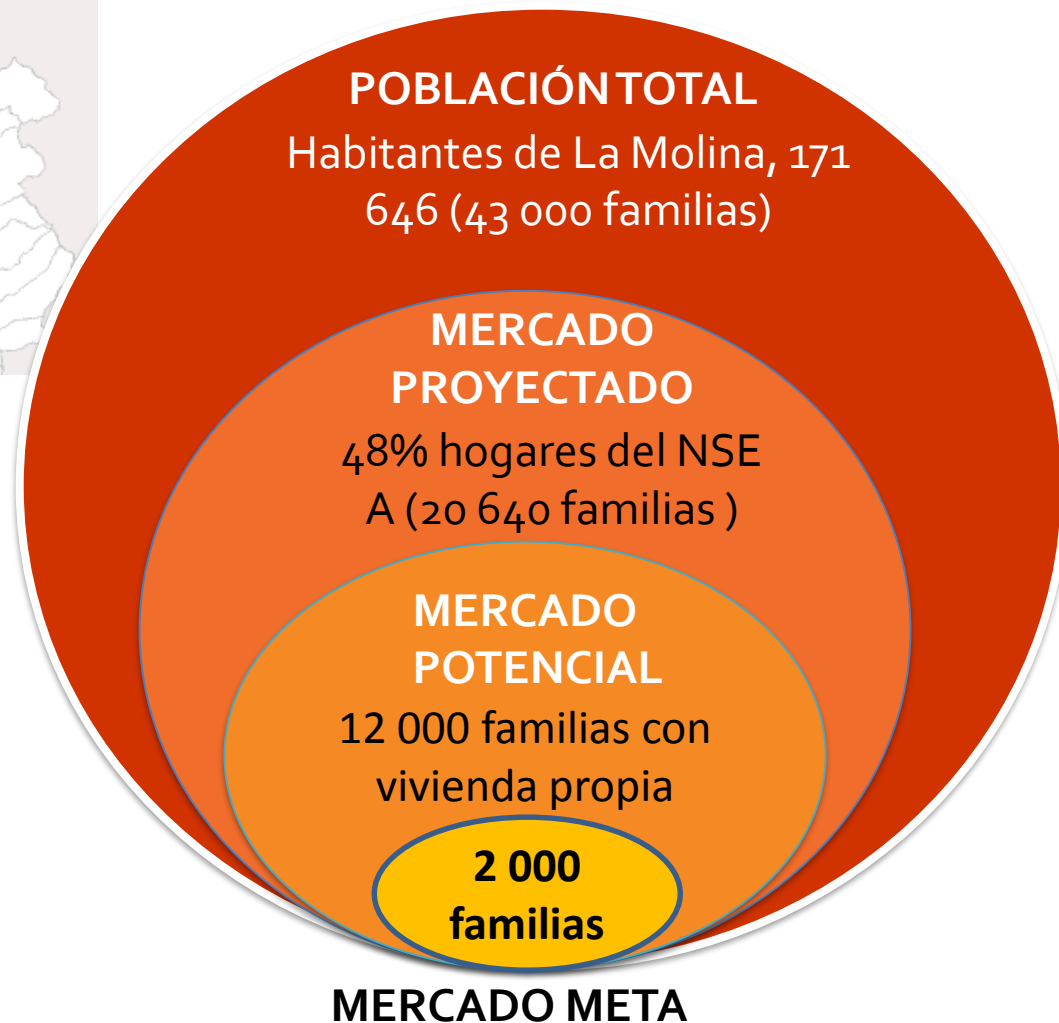 POBLACIÓN TOTAL
Habitantes de La Molina, 171
646 (43 000 familias)
MERCADO
PROYECTADO
48% hogares del NSE
A (20 640 familias )
MERCADO
POTENCIAL
12 000 familias con
vivienda propia
2 000
familias
MERCADO META